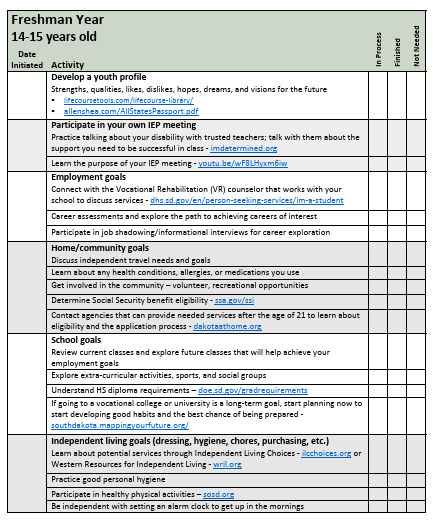 Freshman Year
14-15 years old
Date
Initiated
Activity
In Process
Finished
Not Needed
Develop a youth profile
Strengths, qualities, likes, dislikes, hopes, dreams, and visions for the future
▪ lifecoursetools.com/lifecourse-library/
▪ allenshea.com/AllStatesPassport.pdf
Participate in your own IEP meeting
Practice talking about your disability with trusted teachers; talk with them about the
support you need to be successful in class - imdetermined.org
Learn the purpose of your IEP meeting - youtu.be/wF8LHyxm6iw
Employment goals
Connect with the Vocational Rehabilitation (VR) counselor that works with your
school to discuss services - dhs.sd.gov/en/person-seeking-services/im-a-student
Career assessments and explore the path to achieving careers of interest
Participate in job shadowing/informational interviews for career exploration
Home/community goals
Discuss independent travel needs and goals
Learn about any health conditions, allergies, or medications you use
Get involved in the community – volunteer, recreational opportunities
Determine Social Security benefit eligibility - ssa.gov/ssi
Contact agencies that can provide needed services after the age of 21 to learn about
eligibility and the application process - dakotaathome.org
School goals
Review current classes and explore future classes that will help achieve your
employment goals
Explore extra-curricular activities, sports, and social groups
Understand HS diploma requirements – doe.sd.gov/gradrequirements
If going to a vocational college or university is a long-term goal, start planning now to
start developing good habits and the best chance of being prepared -
southdakota.mappingyourfuture.org/
Independent living goals (dressing, hygiene, chores, purchasing, etc.)
Learn about potential services through Independent Living Choices - ilcchoices.org or
Western Resources for Independent Living - wril.org
Practice good personal hygiene
Participate in healthy physical activities – sosd.org
Be independent with setting an alarm clock to get up in the mornings